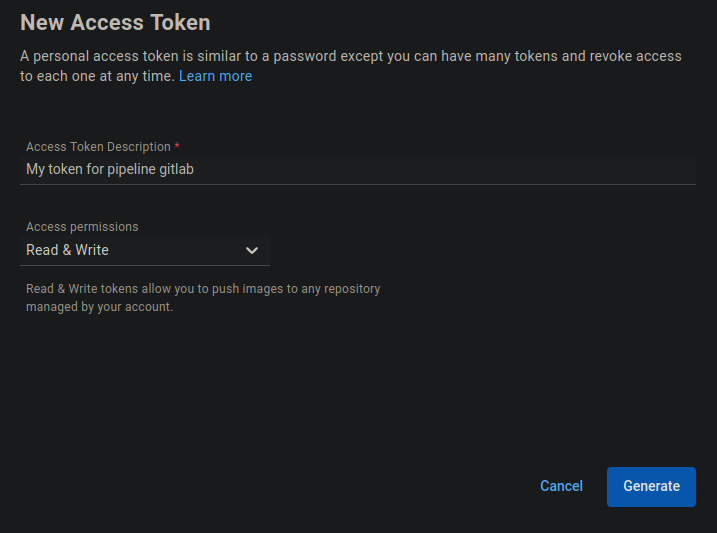 New Access Token
A personal access token is similar to a password except you can have many tokens and revoke access
to each one at any time. Learn more
Access Token Description *
My token for pipeline gitlab
Access permissions
Read & Write
Read & Write tokens allow you to push images to any repository
managed by your account.
Cancel Generate